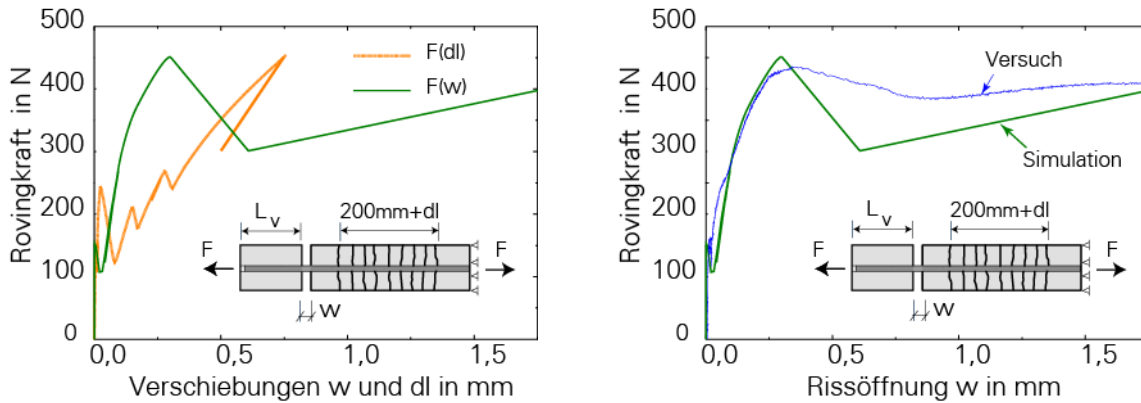 500
400
300
200
100
0
Rovingkraft in N
F(dl)
F(w)
L v
200mm+dl
F
F
w
0,0
0,5
1,0
1,5
Verschiebungen w und dl in mm
500
400
300
200
100
0
Rovingkraft in N
Versuch
Simulation
L v
200mm+dl
F
F
w
0,0
0,5
1,0
1,5
Rissöffnung w in mm